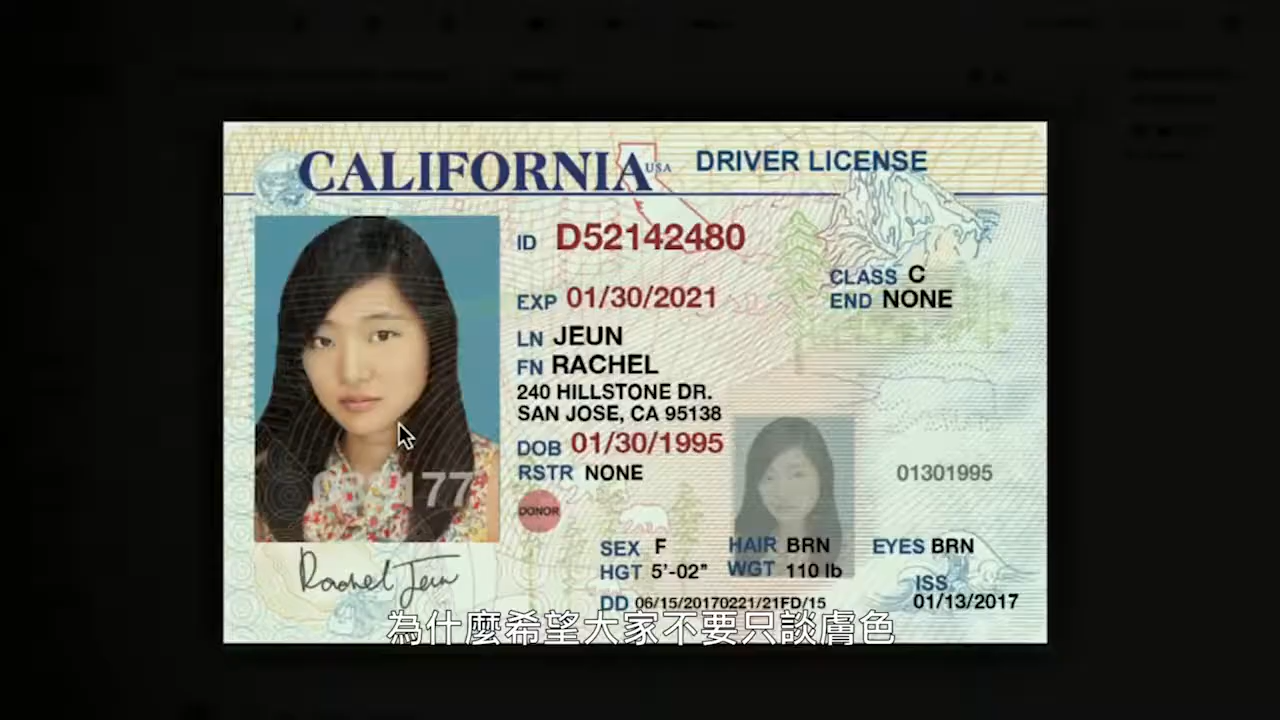 CALIFORNIA USA DRIVER LICENSE
ID D52142480
CLASS C
EXP 01/30/2021
END NONE
LN JEUN
FN RACHEL
240 HILLSTONE DR.
SAN JOSE, CA 95138
DOB 01/30/1995
RSTR NONE
01301995
DONOR
SEX F HAIR BRN EYES BRN
HGT 5'-02" WGT 110 lb
ISS
DD 06/15/20170221/21FD/15 01/13/2017
Rachel Jeun
為什麼希望大家不要只談膚色